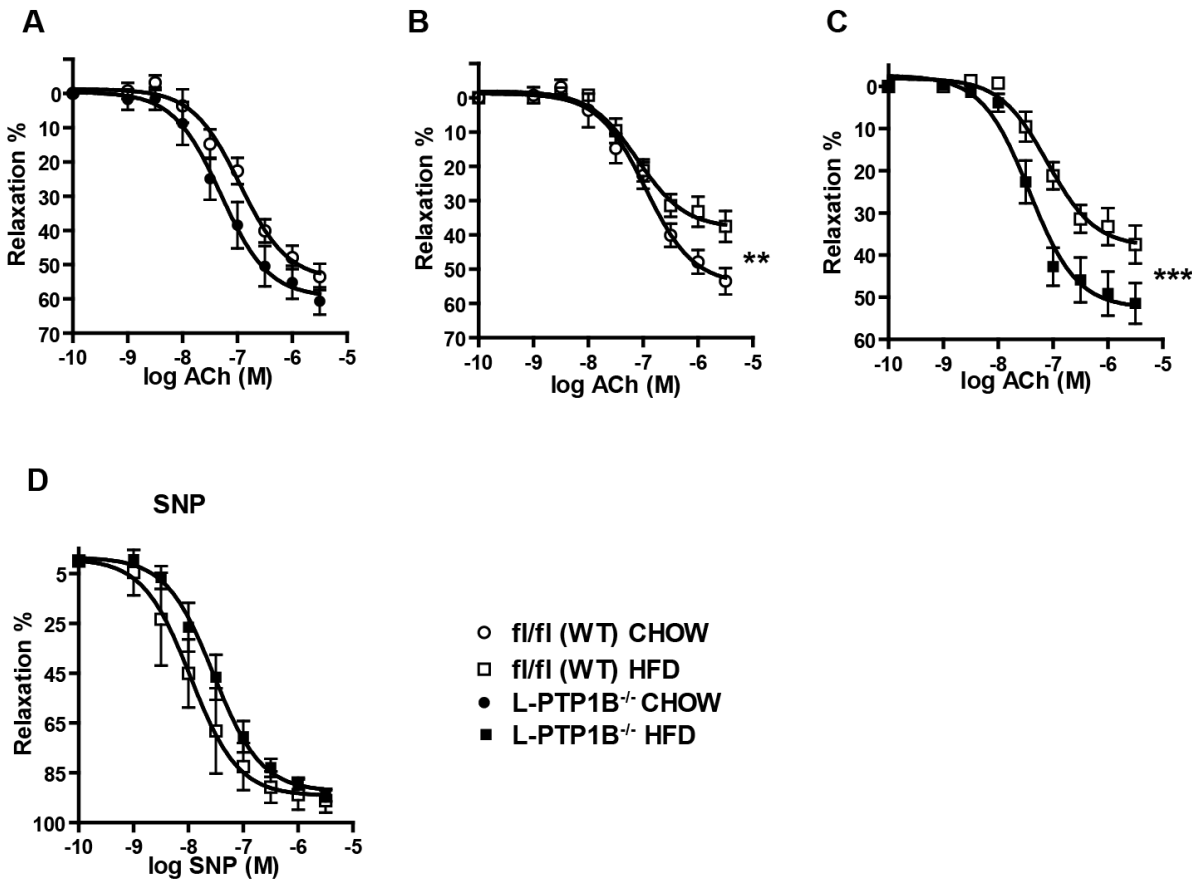 A
Relaxation %
0
10
20
30
40
50
60
70
-10 -9 -8 -7 -6 -5
log ACh (M)
B
Relaxation %
0
10
20
30
40
50
60
70
**
-10 -9 -8 -7 -6 -5
log ACh (M)
C
Relaxation %
0
10
20
30
40
50
60
***
-10 -9 -8 -7 -6 -5
log ACh (M)
D
SNP
Relaxation %
5
25
45
65
85
100
-10 -9 -8 -7 -6 -5
log SNP (M)
fl/fl (WT) CHOW
fl/fl (WT) HFD
L-PTP1B-/- CHOW
L-PTP1B-/- HFD